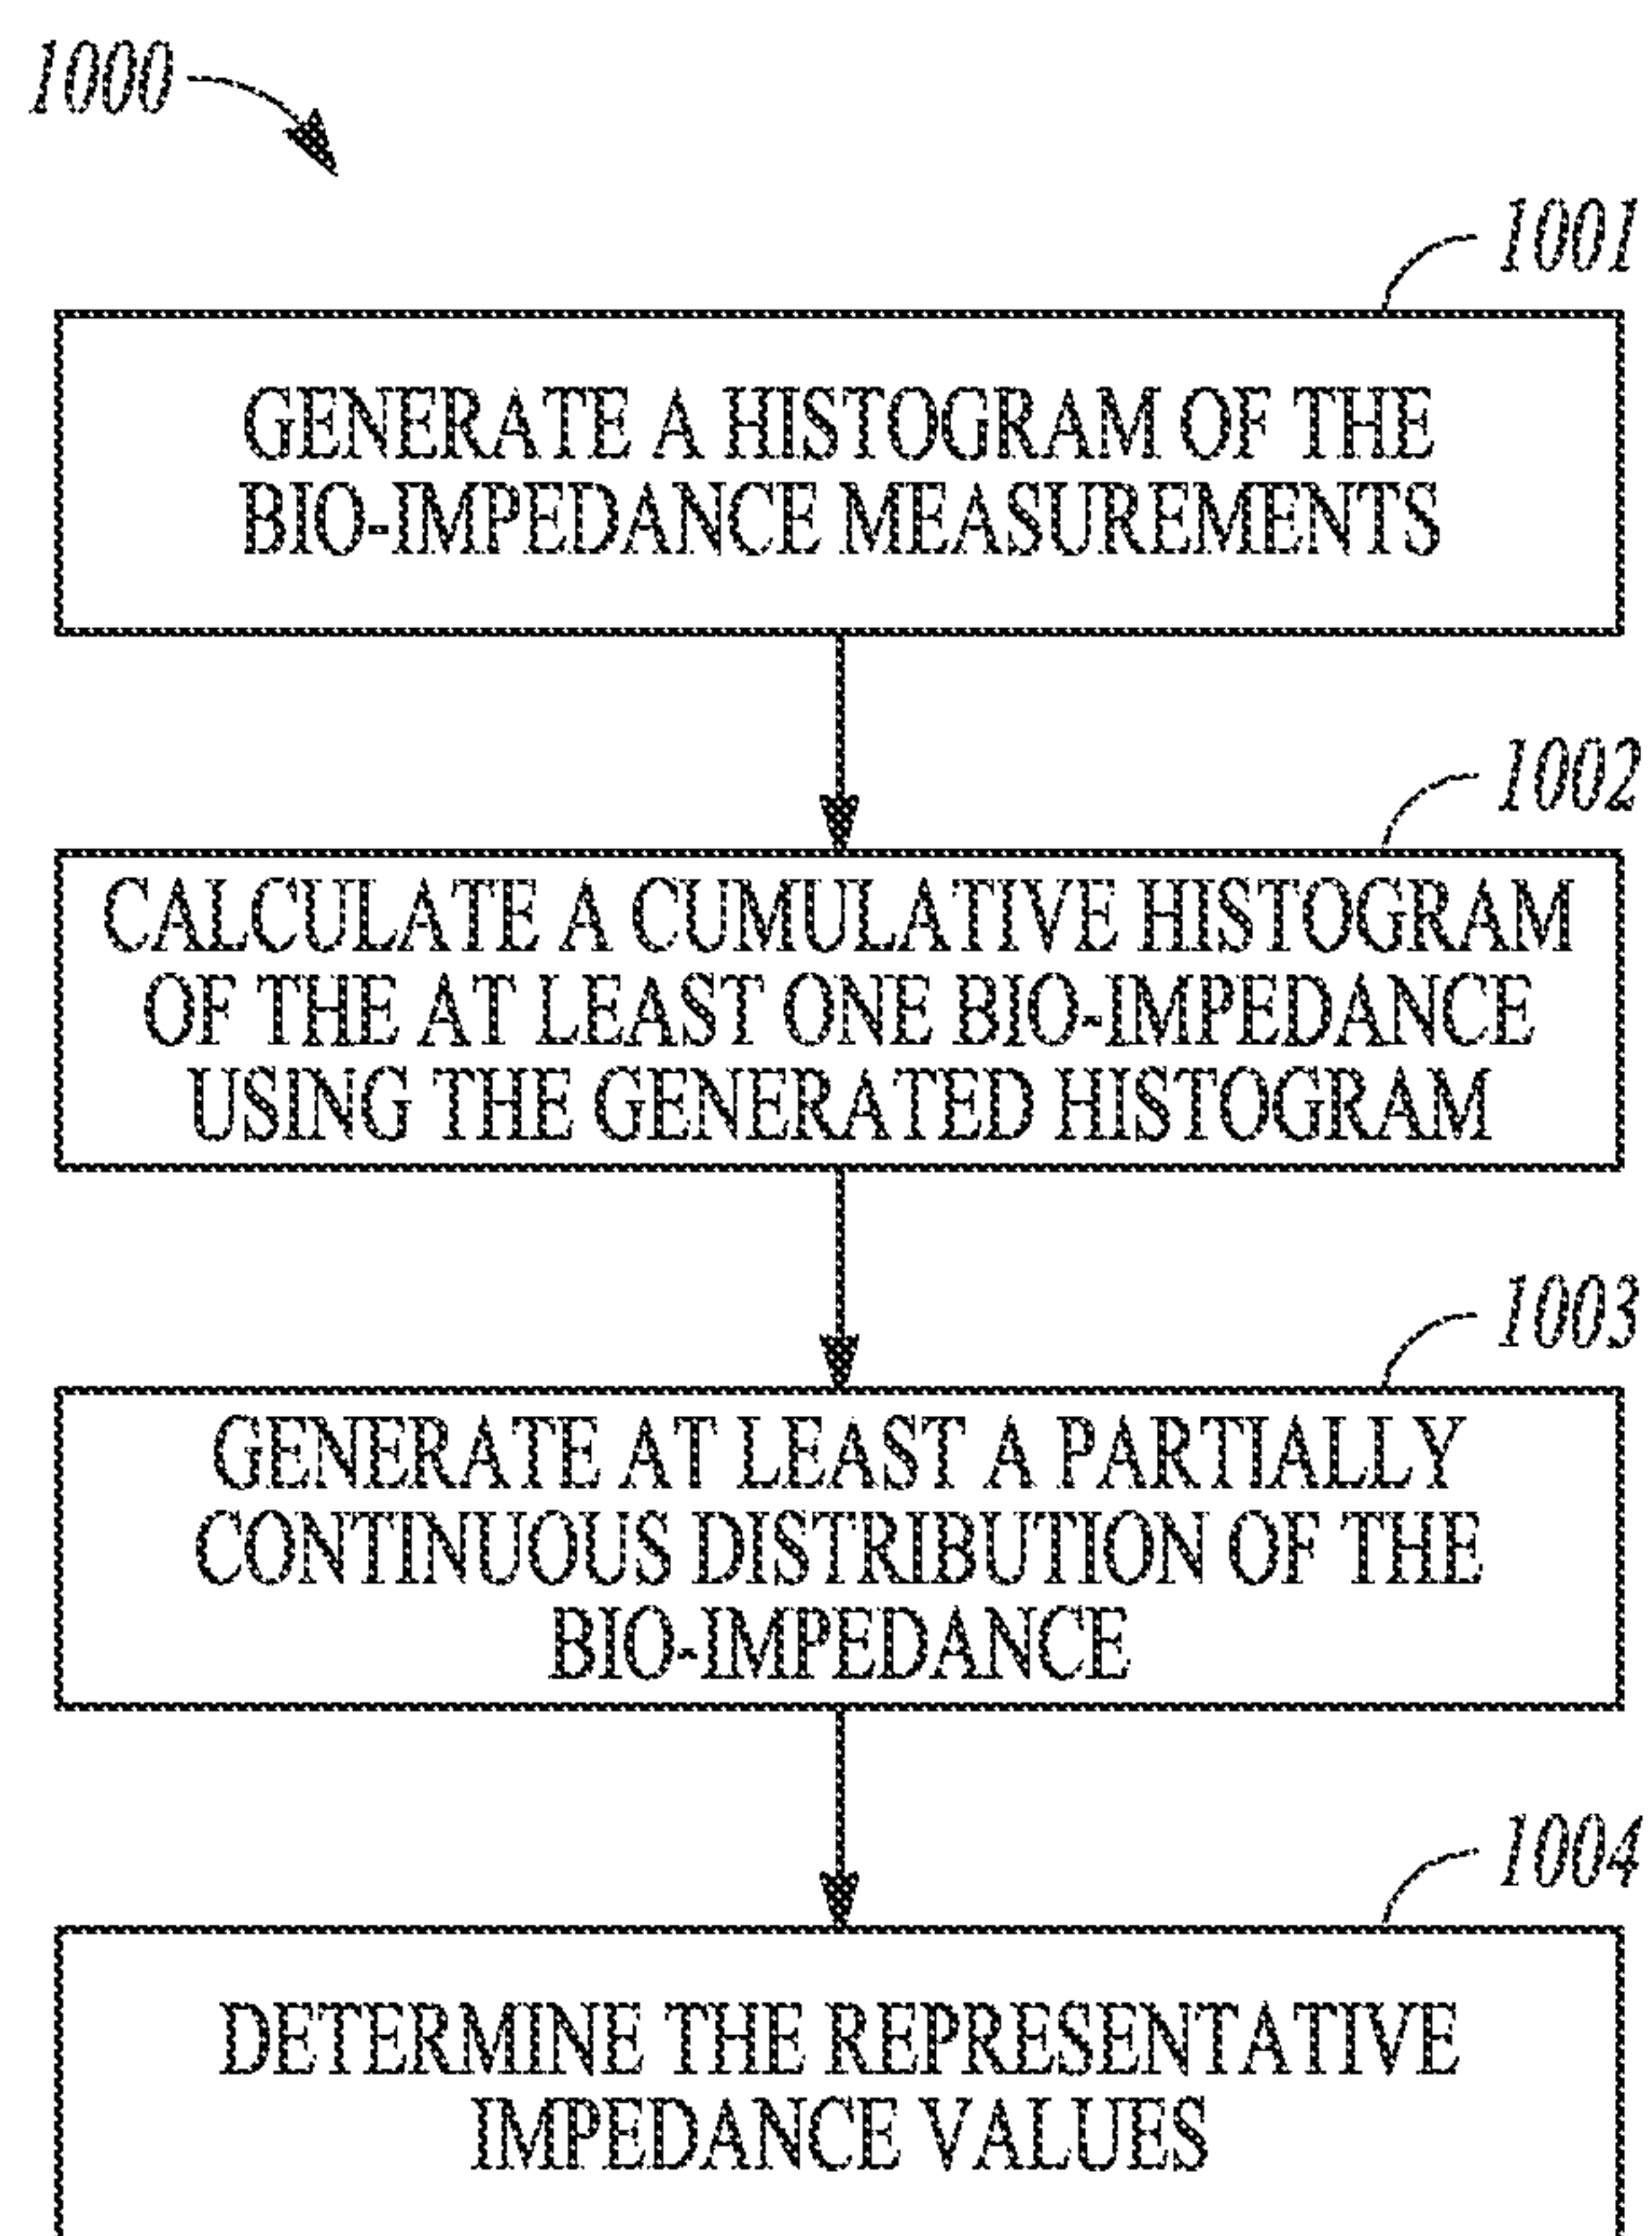 1000
1001
GENERATE A HISTOGRAM OF THE
BIO-IMPEDANCE MEASUREMENTS
1002
CALCULATE A CUMULATIVE HISTOGRAM
OF THE AT LEAST ONE BIO-IMPEDANCE
USING THE GENERATED HISTOGRAM
1003
GENERATE AT LEAST A PARTIALLY
CONTINUOUS DISTRIBUTION OF THE
BIO-IMPEDANCE
1004
DETERMINE THE REPRESENTATIVE
IMPEDANCE VALUES